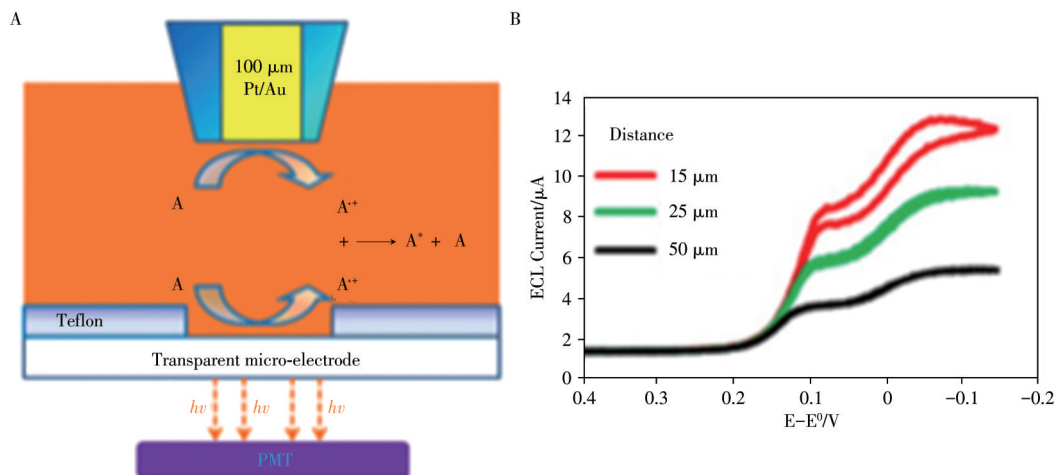 A
100 μm
Pt/Au
A
A·+
+ ⟶ A* + A
A
A·+
Teflon
Transparent micro-electrode
hν hν hν
PMT
B
ECL Current/μA
14
12
10
8
6
4
2
0
Distance
15 μm
25 μm
50 μm
0.4 0.3 0.2 0.1 0 −0.1 −0.2
E−E⁰/V